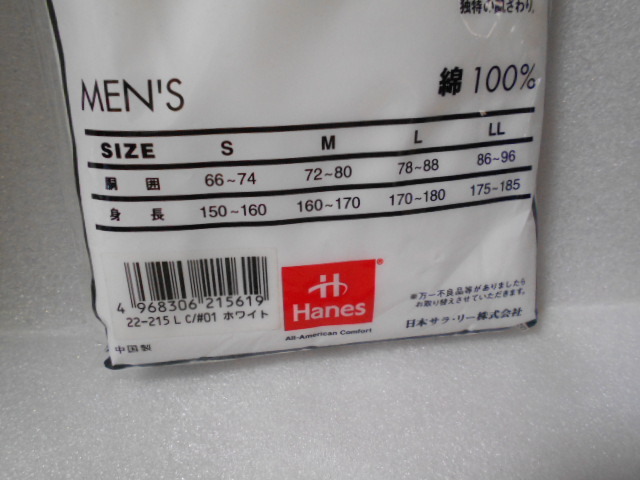 独特い肌ざわり。
MEN'S 綿100%
SIZE S M L LL
胴囲 66~74 72~80 78~88 86~96
身長 150~160 160~170 170~180 175~185
4 968306 215619
22-215 L C/#01 ホワイト
中国製
H
Hanes®
All-American Comfort
※万一不良品等がありましたら
お取り替えさせていただきます。
日本サラ・リー株式会社